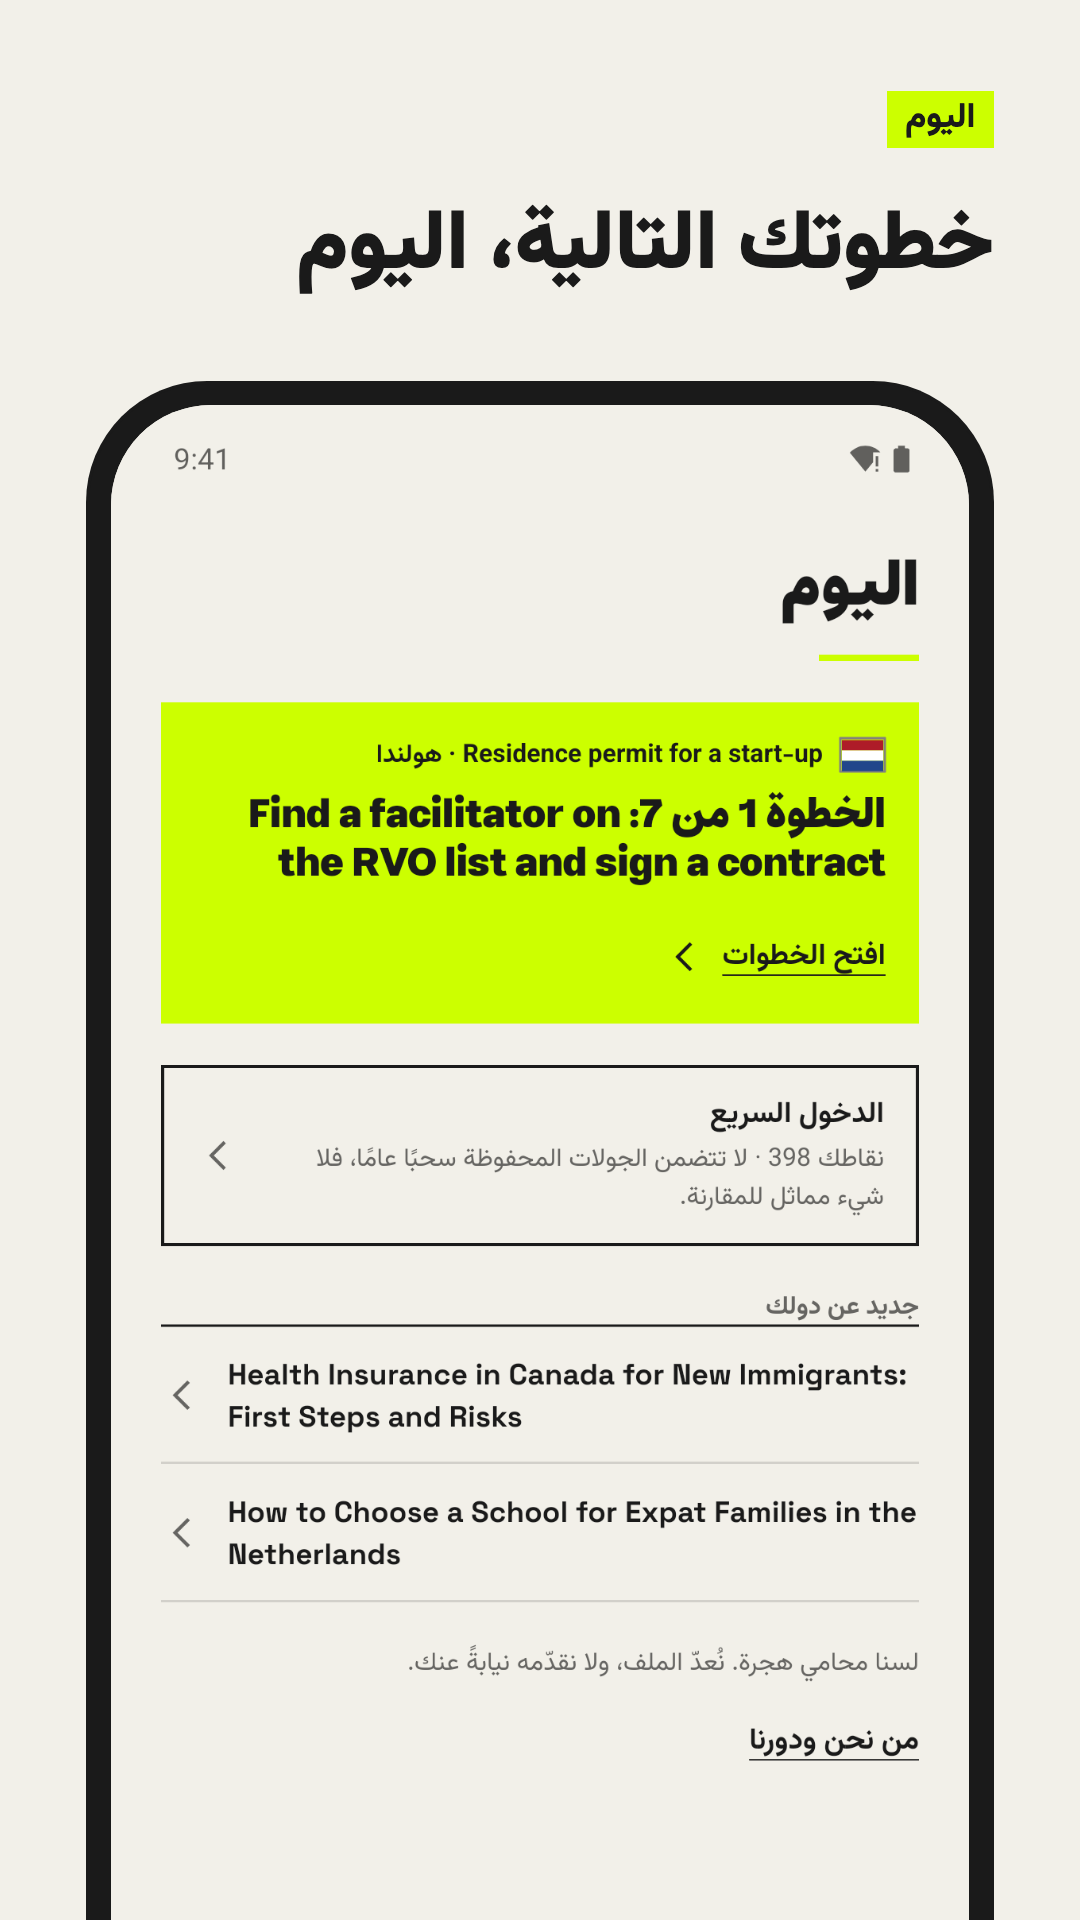 اليوم
خطوتك التالية، اليوم
9:41
اليوم
Residence permit for a start-up · هولندا
الخطوة 1 من 7: Find a facilitator on
the RVO list and sign a contract
افتح الخطوات
الدخول السريع
نقاطك 398 · لا تتضمن الجولات المحفوظة سحبًا عامًا، فلا
شيء مماثل للمقارنة.
جديد عن دولك
Health Insurance in Canada for New Immigrants:
First Steps and Risks
How to Choose a School for Expat Families in the
Netherlands
لسنا محامي هجرة. نُعدّ الملف، ولا نقدّمه نيابةً عنك.
من نحن ودورنا